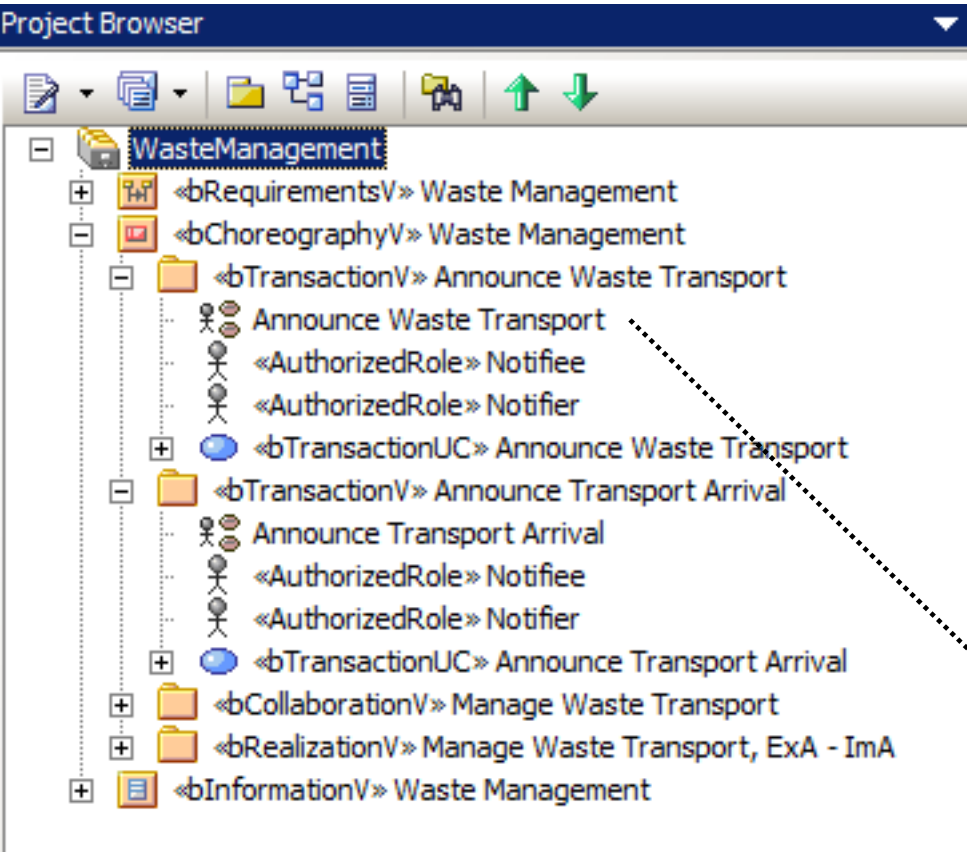 Project Browser
WasteManagement
«bRequirementsV» Waste Management
«bChoreographyV» Waste Management
«bTransactionV» Announce Waste Transport
Announce Waste Transport
«AuthorizedRole» Notifiee
«AuthorizedRole» Notifier
«bTransactionUC» Announce Waste Transport
«bTransactionV» Announce Transport Arrival
Announce Transport Arrival
«AuthorizedRole» Notifiee
«AuthorizedRole» Notifier
«bTransactionUC» Announce Transport Arrival
«bCollaborationV» Manage Waste Transport
«bRealizationV» Manage Waste Transport, ExA - ImA
«bInformationV» Waste Management